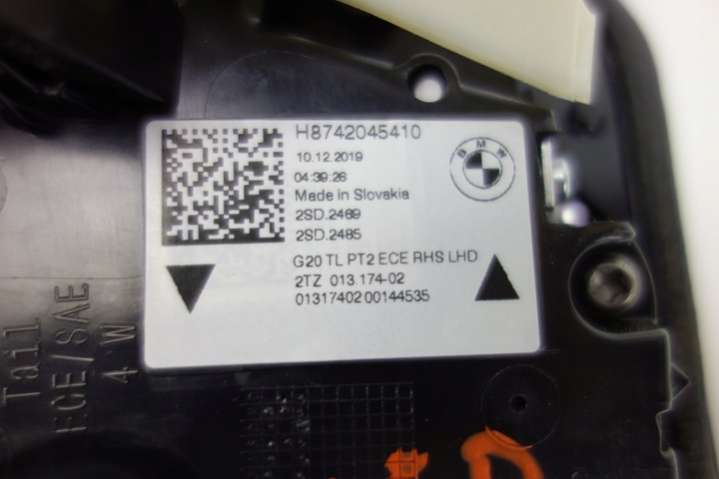 H8742045410
BMW
10.12.2019
04:39:26
Made in Slovakia
2SD.2469
2SD.2485
G20 TL PT2 ECE RHS LHD
2TZ 013.174-02
01317402 00144535
Tail
ECE/SAE
4 W